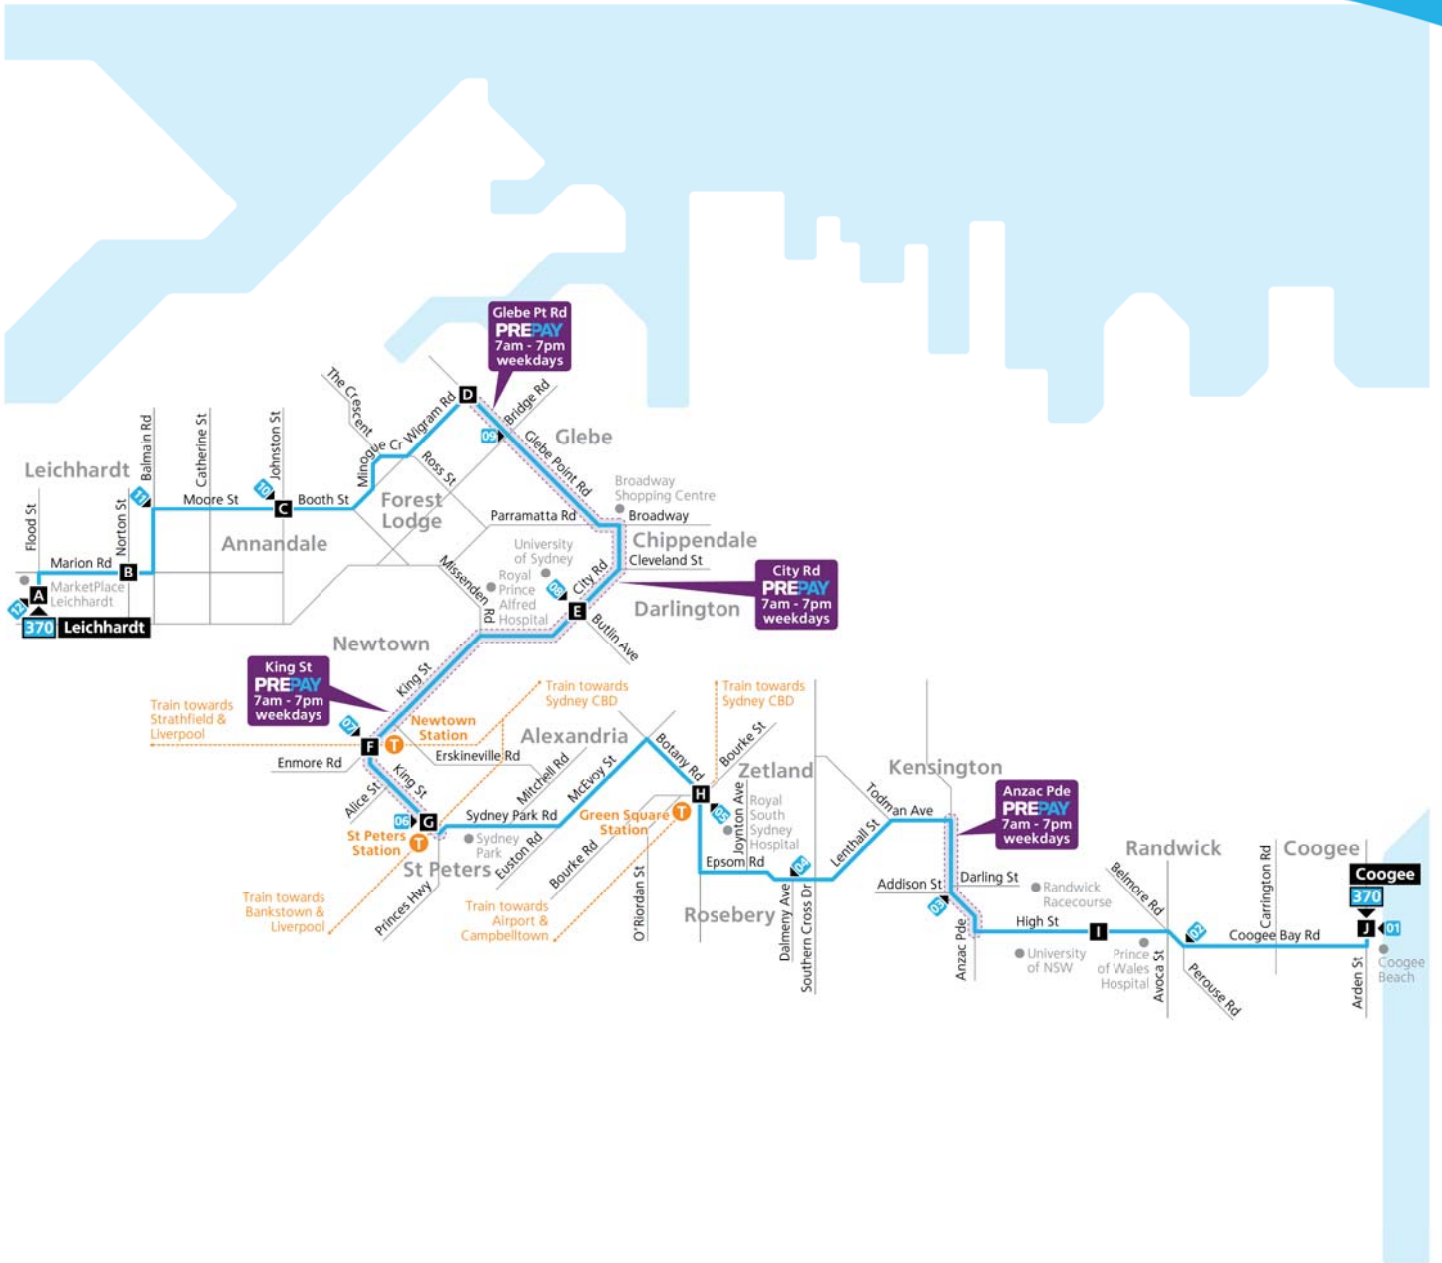 Glebe Pt Rd
PREPAY
7am - 7pm
weekdays
The Crescent
Minogue Cr
Wigram Rd
D
Bridge Rd
09
Glebe
Glebe Point Rd
Ross St
Leichhardt
Balmain Rd
Catherine St
Johnston St
Flood St
Norton St
11
10
Moore St
C
Booth St
Forest
Lodge
Annandale
Marion Rd
B
A
MarketPlace
Leichhardt
12
370 Leichhardt
Broadway
Shopping Centre
Parramatta Rd
Broadway
Chippendale
Cleveland St
University
of Sydney
Royal
Prince
Alfred
Hospital
Missenden Rd
City Rd
08
E
Butlin Ave
Darlington
City Rd
PREPAY
7am - 7pm
weekdays
Newtown
King St
PREPAY
7am - 7pm
weekdays
King St
Train towards
Strathfield &
Liverpool
07
F
T
Newtown
Station
Train towards
Sydney CBD
Train towards
Sydney CBD
Alexandria
Erskineville Rd
Enmore Rd
Alice St
King St
06
G
St Peters
Station
T
Sydney Park Rd
Mitchell Rd
McEvoy St
Sydney
Park
Euston Rd
St Peters
Princes Hwy
Train towards
Bankstown &
Liverpool
Botany Rd
Bourke St
H
Green Square
Station
T
05
Bourke Rd
O'Riordan St
Train towards
Airport &
Campbelltown
Zetland
Joynton Ave
Royal
South
Sydney
Hospital
Epsom Rd
Rosebery
Dalmeny Ave
Southern Cross Dr
04
Lenthall St
Todman Ave
Kensington
Anzac Pde
PREPAY
7am - 7pm
weekdays
Addison St
Darling St
03
Anzac Pde
Randwick
Racecourse
High St
I
University
of NSW
Prince
of Wales
Hospital
Randwick
Belmore Rd
Avoca St
02
Perouse Rd
Carrington Rd
Coogee
Coogee Bay Rd
Coogee
370
J
01
Arden St
Coogee
Beach